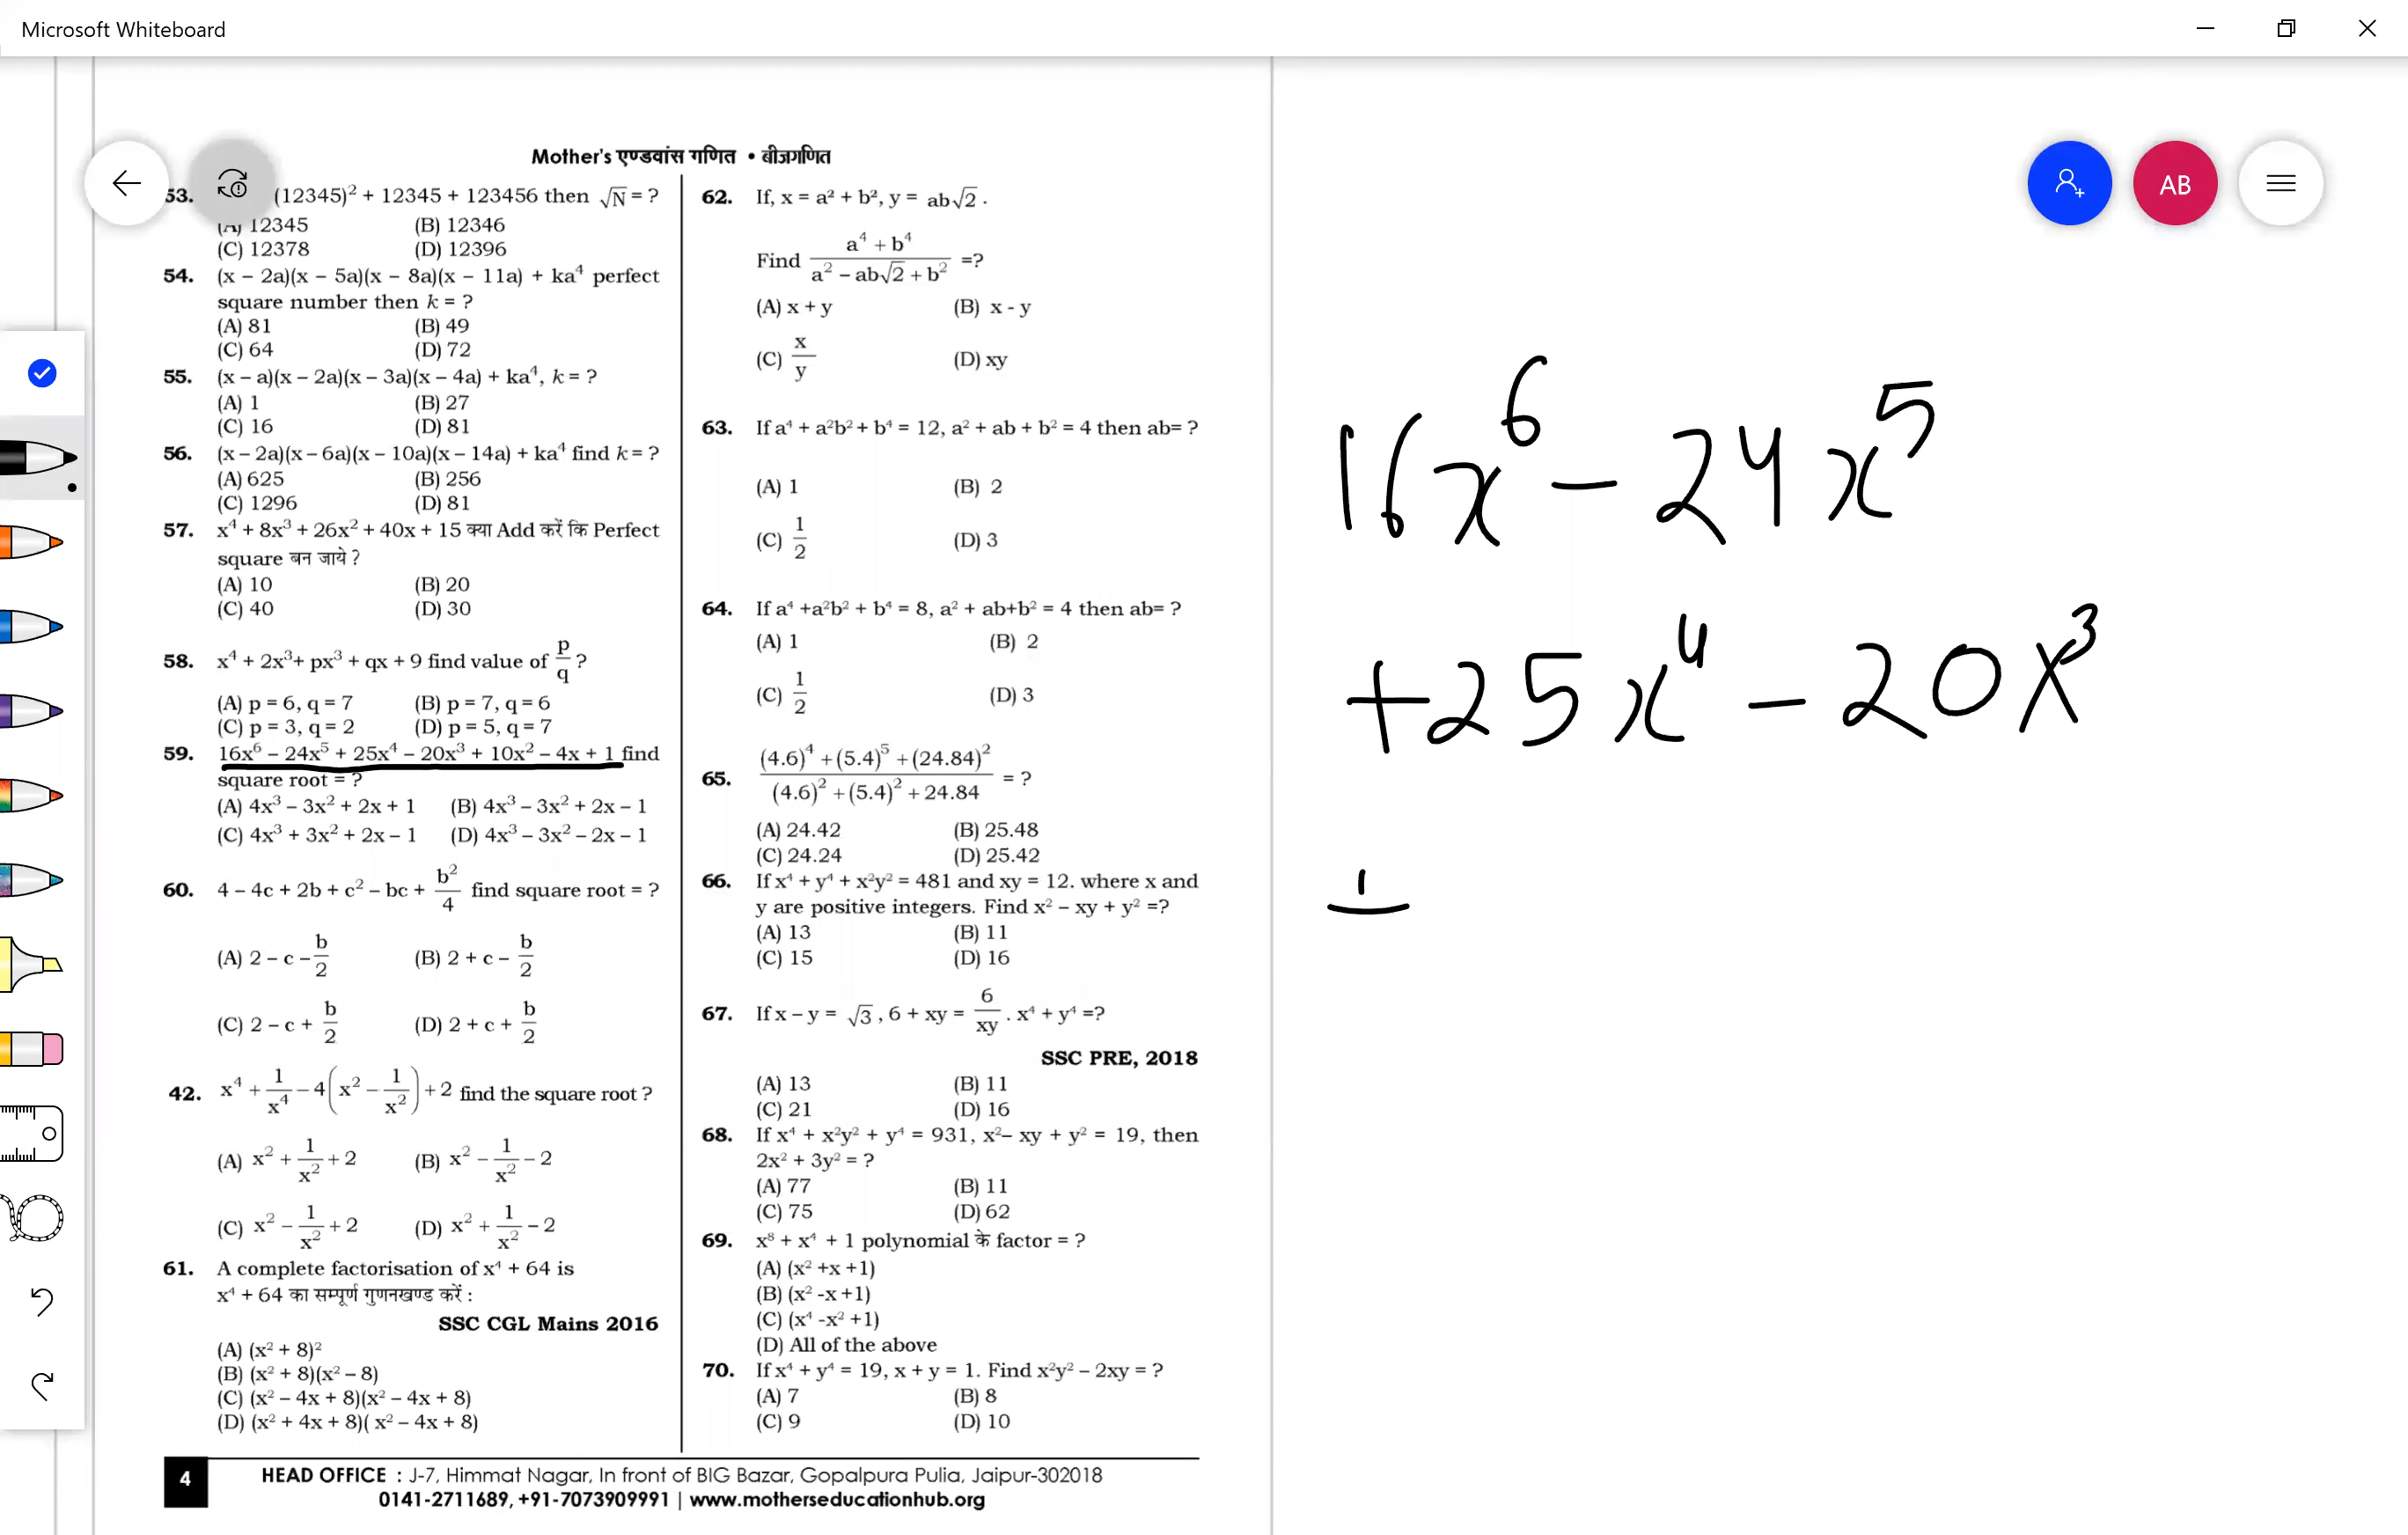 Microsoft Whiteboard
AB
Mother's एण्डवांस गणित • बीजगणित
53. (12345)² + 12345 + 123456 then √N = ?
(A) 12345 (B) 12346
(C) 12378 (D) 12396
54. (x – 2a)(x – 5a)(x – 8a)(x – 11a) + ka⁴ perfect
square number then k = ?
(A) 81 (B) 49
(C) 64 (D) 72
55. (x – a)(x – 2a)(x – 3a)(x – 4a) + ka⁴, k = ?
(A) 1 (B) 27
(C) 16 (D) 81
56. (x – 2a)(x – 6a)(x – 10a)(x – 14a) + ka⁴ find k = ?
(A) 625 (B) 256
(C) 1296 (D) 81
57. x⁴ + 8x³ + 26x² + 40x + 15 क्या Add करें कि Perfect
square बन जाये ?
(A) 10 (B) 20
(C) 40 (D) 30
58. x⁴ + 2x³+ px³ + qx + 9 find value of p/q ?
(A) p = 6, q = 7 (B) p = 7, q = 6
(C) p = 3, q = 2 (D) p = 5, q = 7
59. 16x⁶ – 24x⁵ + 25x⁴ – 20x³ + 10x² – 4x + 1 find
square root = ?
(A) 4x³ – 3x² + 2x + 1 (B) 4x³ – 3x² + 2x – 1
(C) 4x³ + 3x² + 2x – 1 (D) 4x³ – 3x² – 2x – 1
60. 4 – 4c + 2b + c² – bc + b²/4 find square root = ?
(A) 2 – c – b/2 (B) 2 + c – b/2
(C) 2 – c + b/2 (D) 2 + c + b/2
42. x⁴ + 1/x⁴ – 4(x² – 1/x²) + 2 find the square root ?
(A) x² + 1/x² + 2 (B) x² – 1/x² – 2
(C) x² – 1/x² + 2 (D) x² + 1/x² – 2
61. A complete factorisation of x⁴ + 64 is
x⁴ + 64 का सम्पूर्ण गुणनखण्ड करें :
SSC CGL Mains 2016
(A) (x² + 8)²
(B) (x² + 8)(x² – 8)
(C) (x² – 4x + 8)(x² – 4x + 8)
(D) (x² + 4x + 8)( x² – 4x + 8)
62. If, x = a² + b², y = ab√2 .
Find (a⁴ + b⁴)/(a² – ab√2 + b²) =?
(A) x + y (B) x - y
(C) x/y (D) xy
63. If a⁴ + a²b² + b⁴ = 12, a² + ab + b² = 4 then ab= ?
(A) 1 (B) 2
(C) 1/2 (D) 3
64. If a⁴ +a²b² + b⁴ = 8, a² + ab+b² = 4 then ab= ?
(A) 1 (B) 2
(C) 1/2 (D) 3
65. ((4.6)⁴ + (5.4)⁵ + (24.84)²)/((4.6)² + (5.4)² + 24.84) = ?
(A) 24.42 (B) 25.48
(C) 24.24 (D) 25.42
66. If x⁴ + y⁴ + x²y² = 481 and xy = 12. where x and
y are positive integers. Find x² – xy + y² =?
(A) 13 (B) 11
(C) 15 (D) 16
67. If x – y = √3 , 6 + xy = 6/xy . x⁴ + y⁴ =?
SSC PRE, 2018
(A) 13 (B) 11
(C) 21 (D) 16
68. If x⁴ + x²y² + y⁴ = 931, x²– xy + y² = 19, then
2x² + 3y² = ?
(A) 77 (B) 11
(C) 75 (D) 62
69. x⁸ + x⁴ + 1 polynomial के factor = ?
(A) (x² +x +1)
(B) (x² -x +1)
(C) (x⁴ -x² +1)
(D) All of the above
70. If x⁴ + y⁴ = 19, x + y = 1. Find x²y² – 2xy = ?
(A) 7 (B) 8
(C) 9 (D) 10
4 HEAD OFFICE : J-7, Himmat Nagar, In front of BIG Bazar, Gopalpura Pulia, Jaipur-302018
0141-2711689, +91-7073909991 | www.motherseducationhub.org
16x⁶ – 24x⁵
+25x⁴ – 20x³